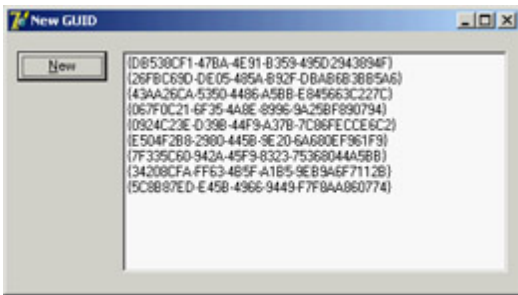 New GUID
New
{DB538CF1-47BA-4E91-B359-495D2943894F}
{26FBC69D-DE05-485A-B92F-DBAB6B3BB5A6}
{43AA26CA-5350-4486-A5BB-E845663C227C}
{067F0C21-6F35-4A8E-8996-9A25BF890794}
{0924C23E-D39B-44F9-A37B-7C86FECCE6C2}
{E504F2B8-2980-445B-9E20-6A680EF961F9}
{7F335C60-942A-45F9-8323-75368044A5BB}
{34208CFA-FF63-4B5F-A1B5-9EB9A6F7112B}
{5C8B87ED-E45B-4966-9449-F7F8AA860774}